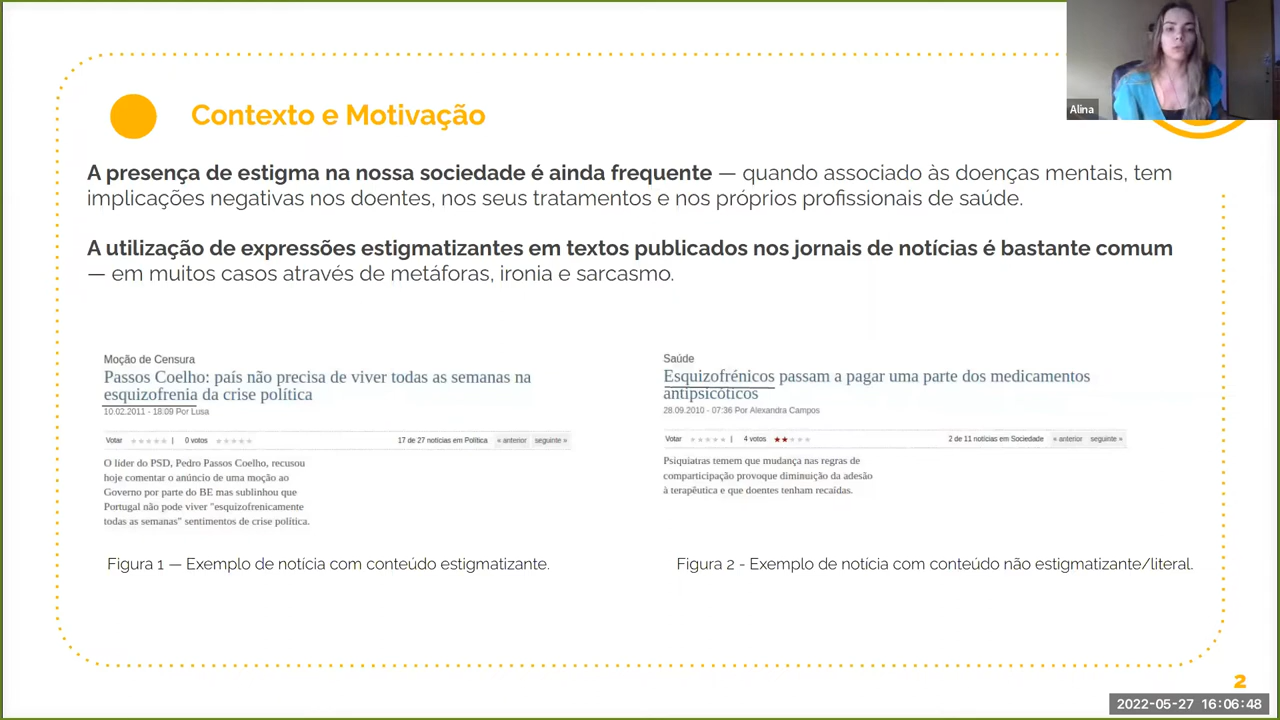 Alina
Contexto e Motivação
A presença de estigma na nossa sociedade é ainda frequente — quando associado às doenças mentais, tem
implicações negativas nos doentes, nos seus tratamentos e nos próprios profissionais de saúde.
A utilização de expressões estigmatizantes em textos publicados nos jornais de notícias é bastante comum
— em muitos casos através de metáforas, ironia e sarcasmo.
Moção de Censura
Passos Coelho: país não precisa de viver todas as semanas na
esquizofrenia da crise política
10.02.2011 - 18:09 Por Lusa
Votar | 0 votos 17 de 27 notícias em Política « anterior seguinte »
O líder do PSD, Pedro Passos Coelho, recusou
hoje comentar o anúncio de uma moção ao
Governo por parte do BE mas sublinhou que
Portugal não pode viver "esquizofrenicamente
todas as semanas" sentimentos de crise política.
Figura 1 — Exemplo de notícia com conteúdo estigmatizante.
Saúde
Esquizofrénicos passam a pagar uma parte dos medicamentos
antipsicóticos
28.09.2010 - 07:36 Por Alexandra Campos
Votar | 4 votos 2 de 11 notícias em Sociedade « anterior seguinte »
Psiquiatras temem que mudança nas regras de
comparticipação provoque diminuição da adesão
à terapêutica e que doentes tenham recaídas.
Figura 2 - Exemplo de notícia com conteúdo não estigmatizante/literal.
2
2022-05-27 16:06:48